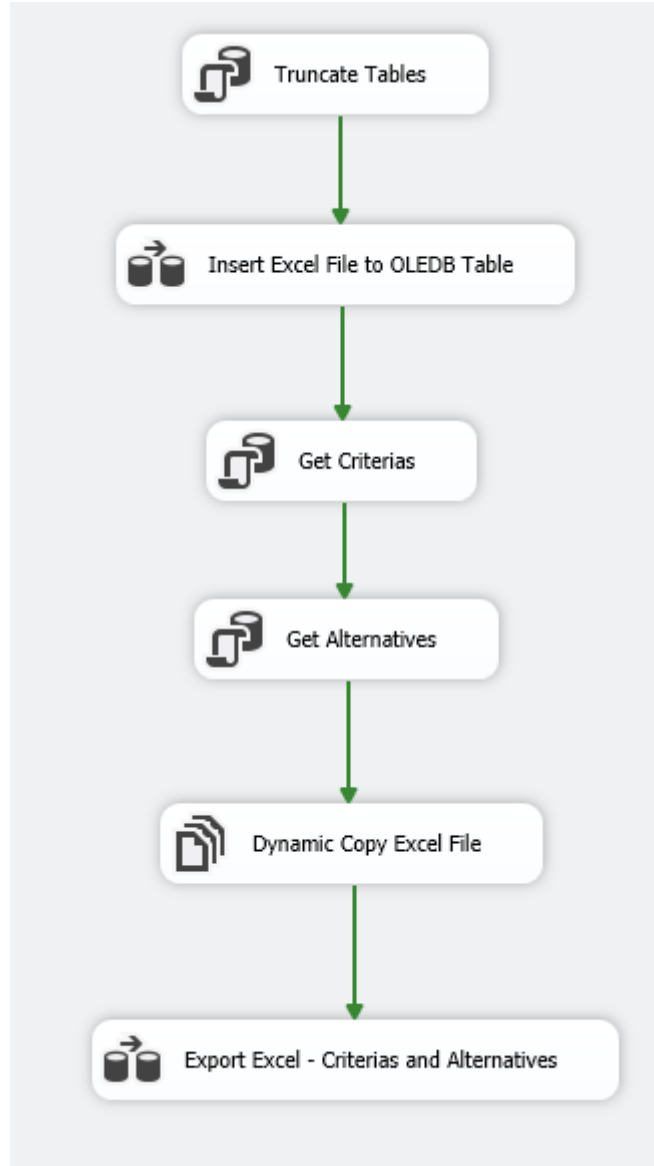 Truncate Tables
Insert Excel File to OLEDB Table
Get Criterias
Get Alternatives
Dynamic Copy Excel File
Export Excel - Criterias and Alternatives